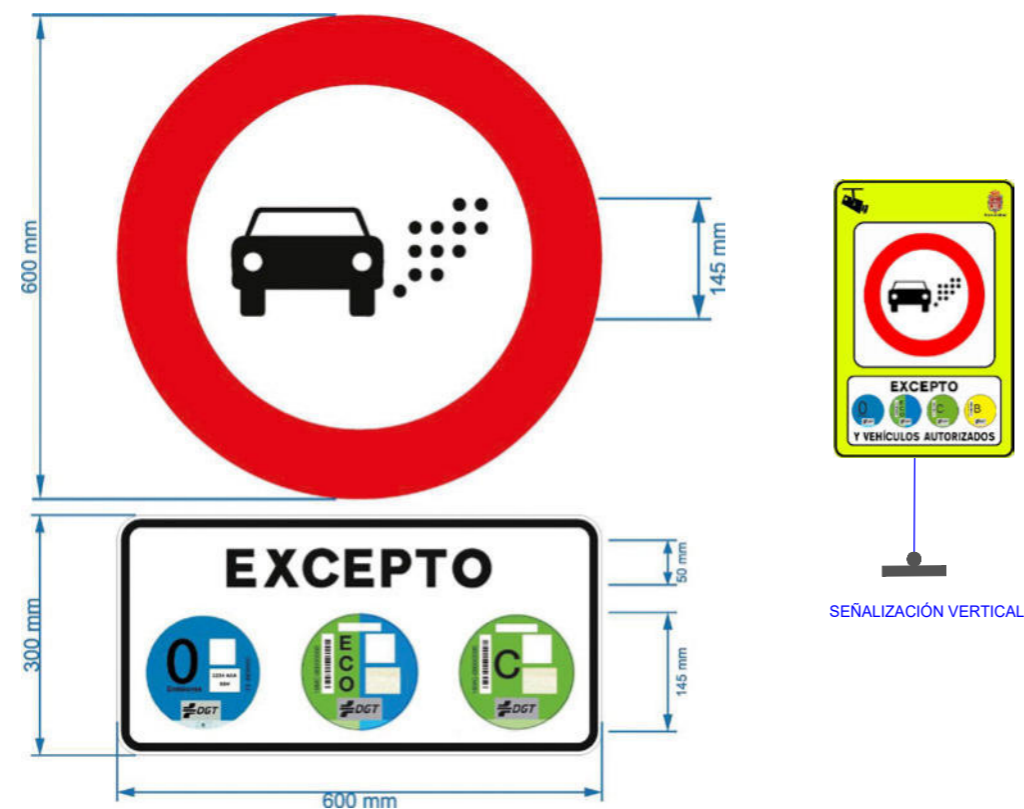 600 mm
145 mm
EXCEPTO
50 mm
300 mm
0
ECO
C
145 mm
DGT
DGT
DGT
600 mm
EXCEPTO
0
C
B
Y VEHÍCULOS AUTORIZADOS
SEÑALIZACIÓN VERTICAL